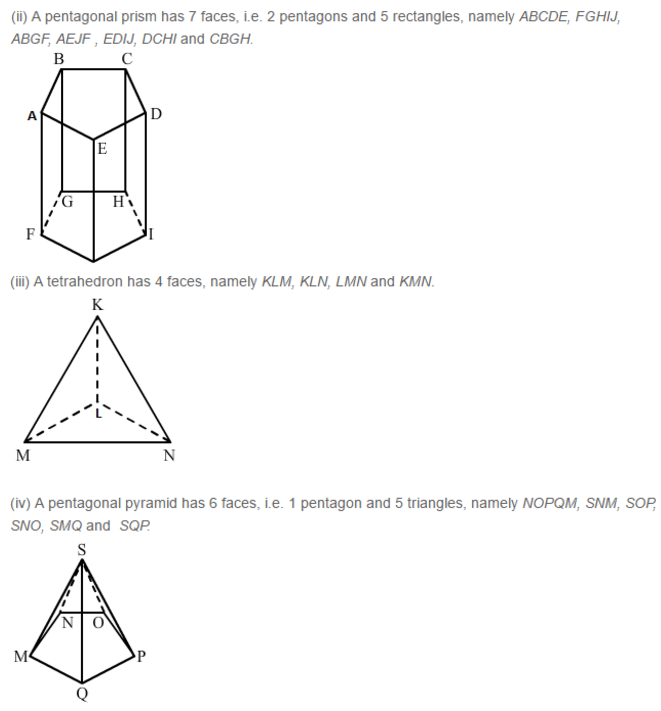 (ii) A pentagonal prism has 7 faces, i.e. 2 pentagons and 5 rectangles, namely ABCDE, FGHIJ,
ABGF, AEJF , EDIJ, DCHI and CBGH.
B C
A D
E
G H
F I
(iii) A tetrahedron has 4 faces, namely KLM, KLN, LMN and KMN.
K
L
M N
(iv) A pentagonal pyramid has 6 faces, i.e. 1 pentagon and 5 triangles, namely NOPQM, SNM, SOP,
SNO, SMQ and SQP.
S
N O
M P
Q